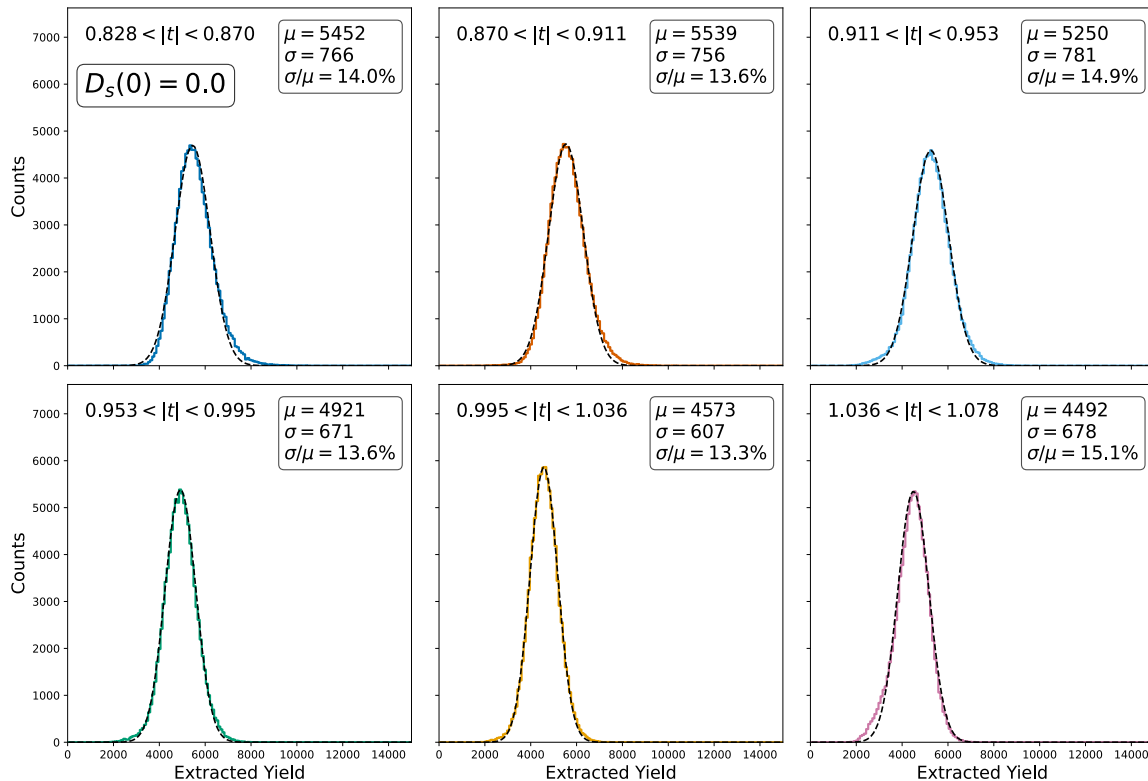 0.828 < |t| < 0.870
μ = 5452
σ = 766
σ/μ = 14.0%
D_s(0) = 0.0
0.870 < |t| < 0.911
μ = 5539
σ = 756
σ/μ = 13.6%
0.911 < |t| < 0.953
μ = 5250
σ = 781
σ/μ = 14.9%
7000
6000
5000
4000
3000
2000
1000
0
Counts
0.953 < |t| < 0.995
μ = 4921
σ = 671
σ/μ = 13.6%
0.995 < |t| < 1.036
μ = 4573
σ = 607
σ/μ = 13.3%
1.036 < |t| < 1.078
μ = 4492
σ = 678
σ/μ = 15.1%
7000
6000
5000
4000
3000
2000
1000
0
Counts
0 2000 4000 6000 8000 10000 12000 14000
0 2000 4000 6000 8000 10000 12000 14000
0 2000 4000 6000 8000 10000 12000 14000
Extracted Yield
Extracted Yield
Extracted Yield